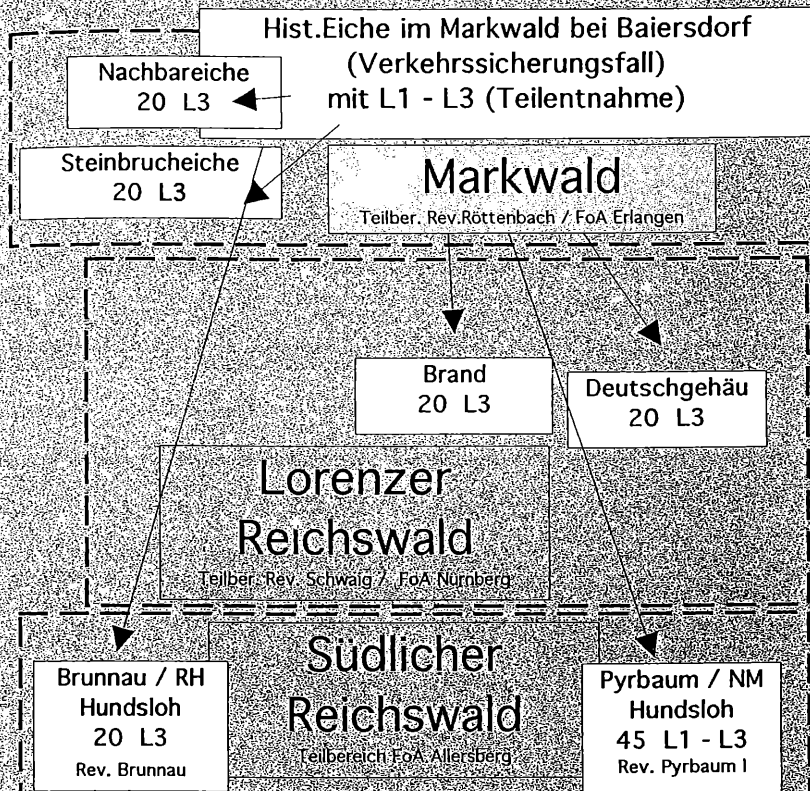 Hist.Eiche im Markwald bei Baiersdorf
(Verkehrssicherungsfall)
mit L1 - L3 (Teilentnahme)
Nachbareiche
20 L3
Steinbrucheiche
20 L3
Markwald
Teilber. Rev.Röttenbach / FoA Erlangen
Brand
20 L3
Deutschgehäu
20 L3
Lorenzer
Reichswald
Teilber. Rev. Schwaig / FoA Nürnberg
Südlicher
Reichswald
Teilbereich FoA Allersberg
Brunnau / RH
Hundsloh
20 L3
Rev. Brunnau
Pyrbaum / NM
Hundsloh
45 L1 - L3
Rev. Pyrbaum I